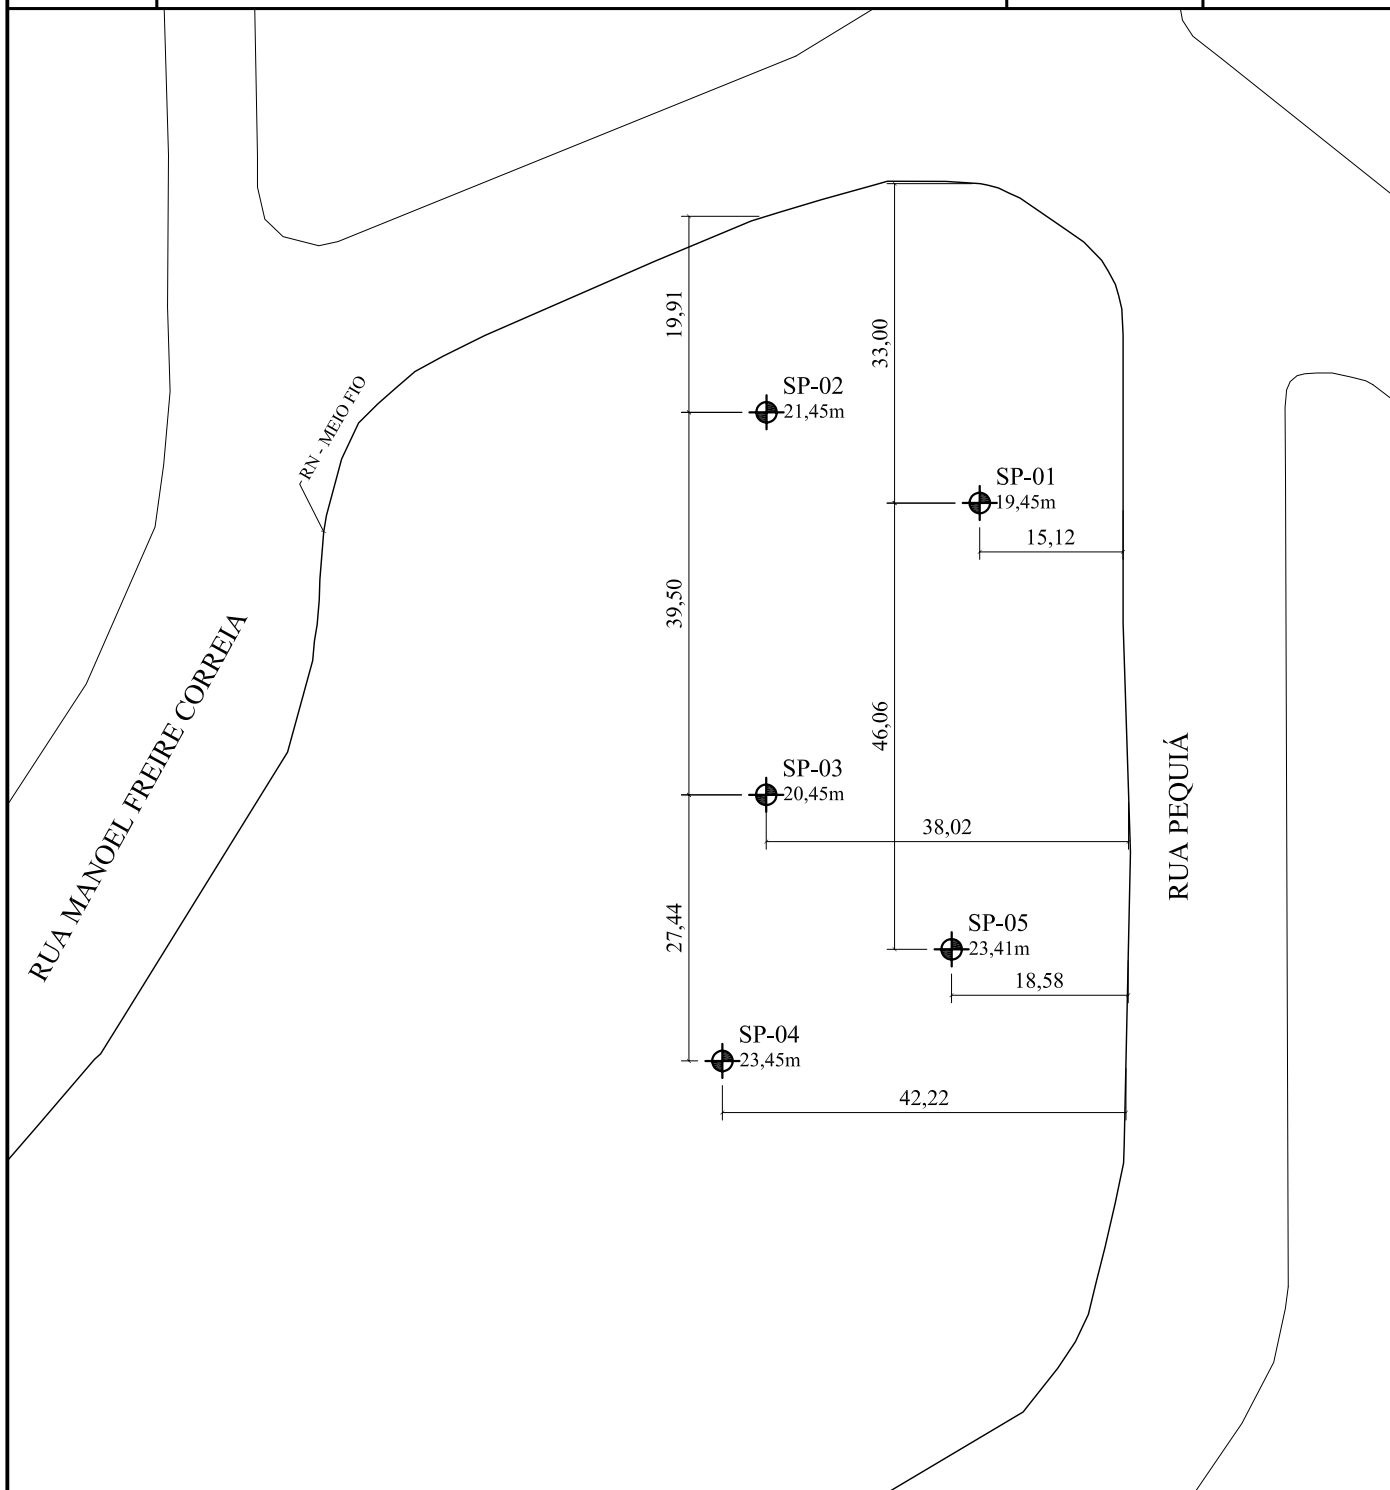 19,91
33,00
RN - MEIO FIO
SP-02
21,45m
SP-01
19,45m
15,12
39,50
RUA MANOEL FREIRE CORREIA
46,06
SP-03
20,45m
RUA PEQUIÁ
38,02
27,44
SP-05
23,41m
18,58
SP-04
23,45m
42,22